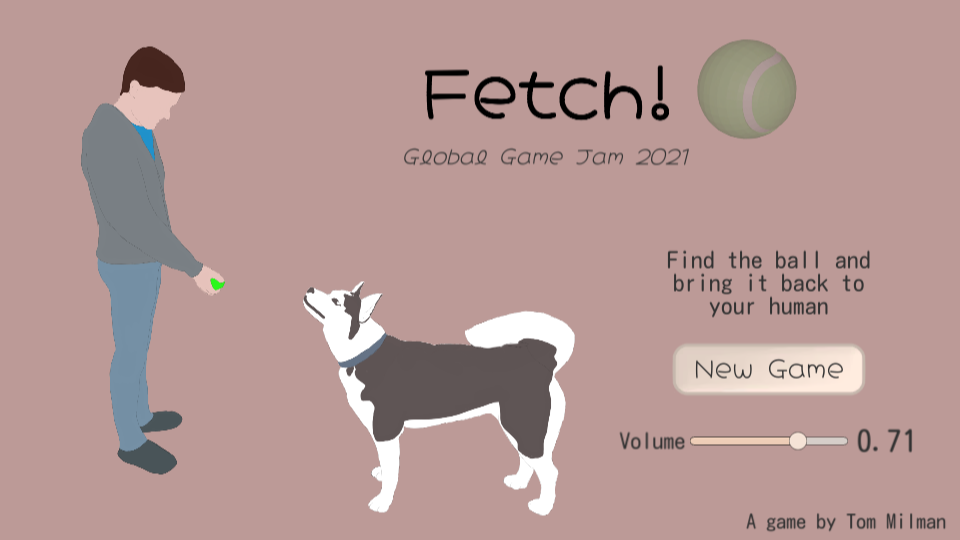 Fetch!
Global Game Jam 2021
Find the ball and
bring it back to
your human
New Game
Volume 0.71
A game by Tom Milman